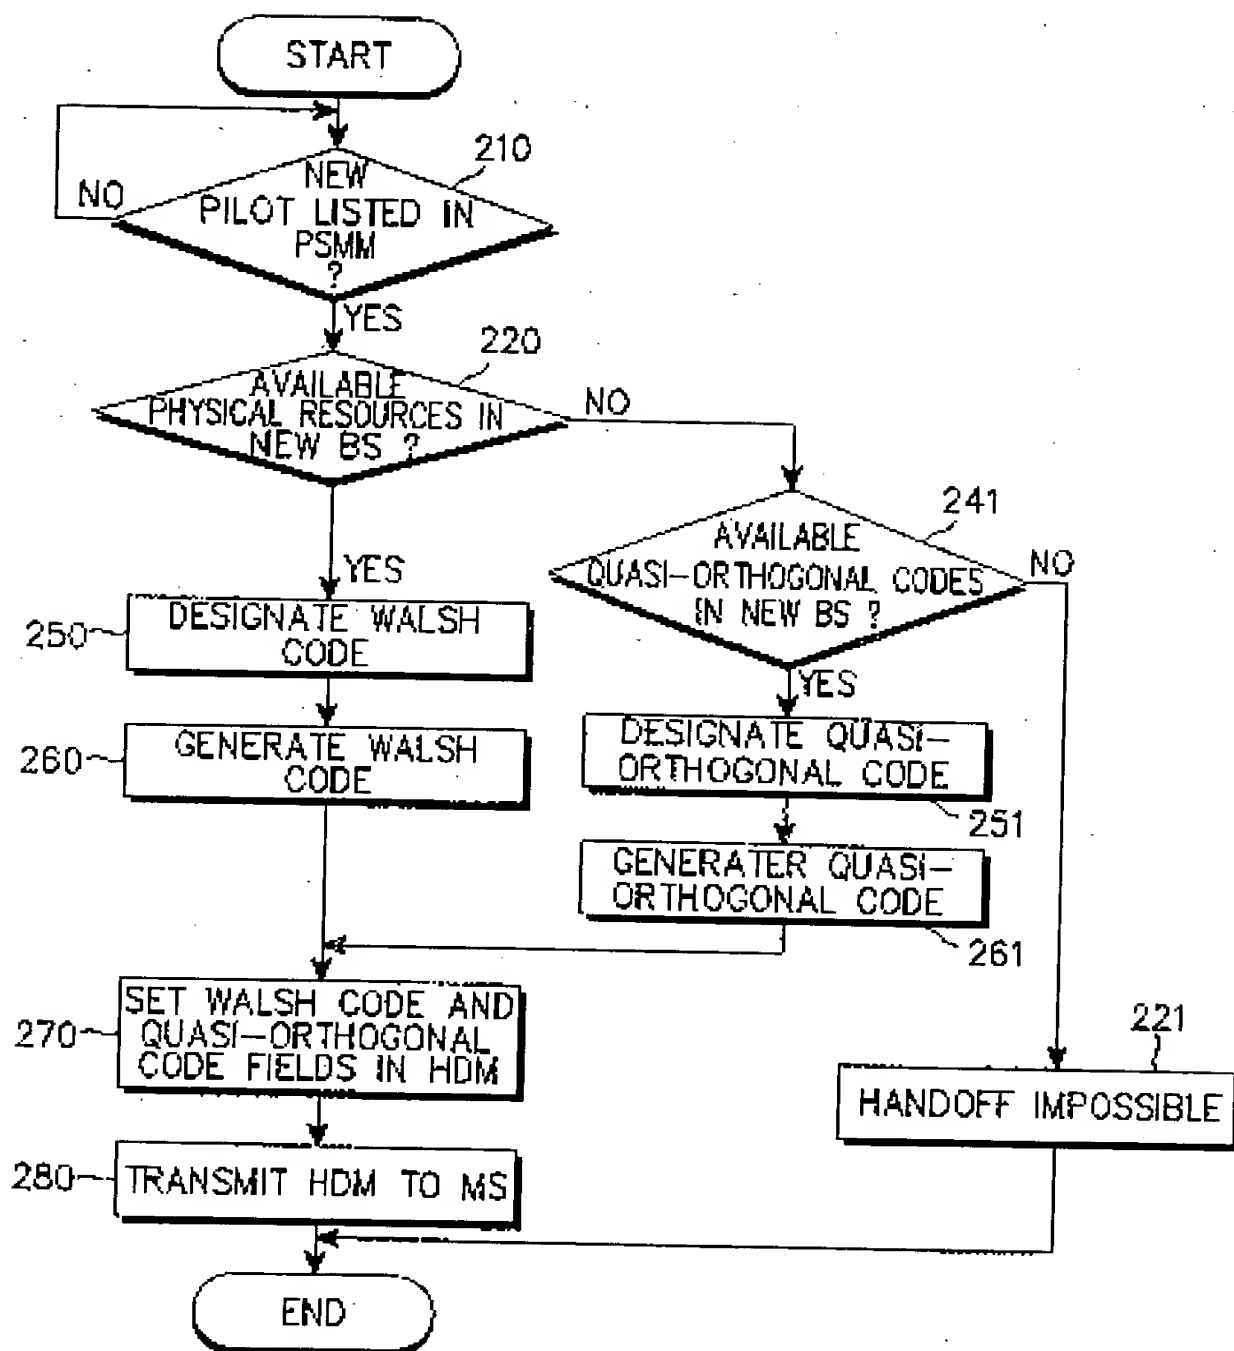 START
210
NEW
NO
PILOT LISTED IN
PSMM
?
YES
220
AVAILABLE
PHYSICAL RESOURCES IN
NEW BS ?
NO
241
AVAILABLE
QUASI-ORTHOGONAL CODES
IN NEW BS ?
NO
YES
250
DESIGNATE WALSH
CODE
YES
DESIGNATE QUASI-
ORTHOGONAL CODE
251
260
GENERATE WALSH
CODE
GENERATER QUASI-
ORTHOGONAL CODE
261
270
SET WALSH CODE AND
QUASI-ORTHOGONAL
CODE FIELDS IN HDM
221
HANDOFF IMPOSSIBLE
280
TRANSMIT HDM TO MS
END